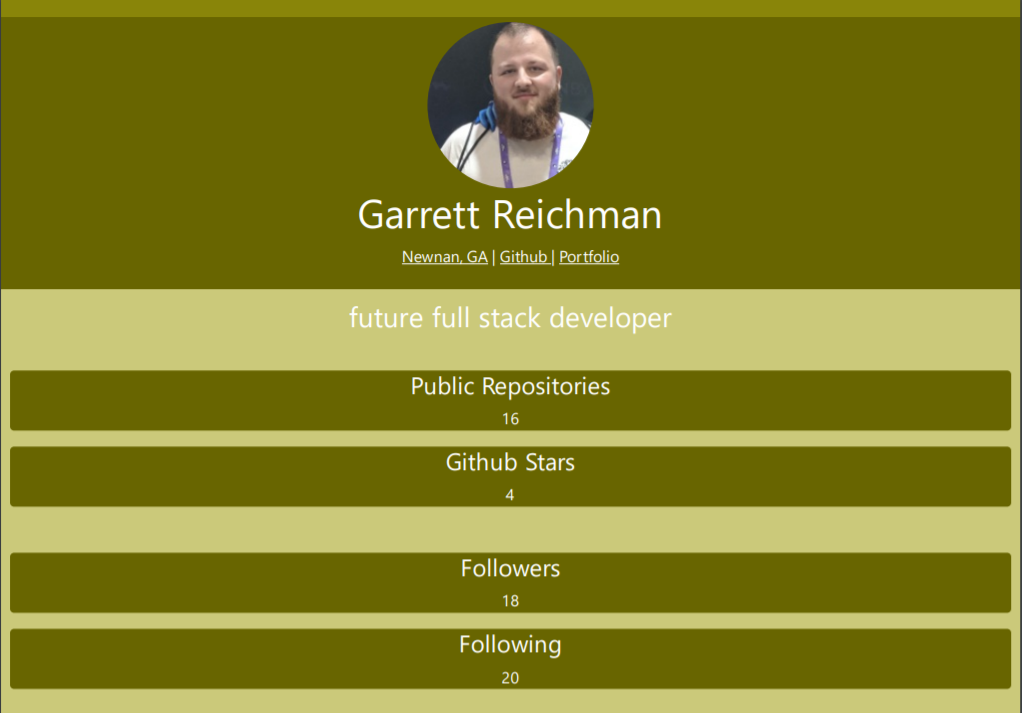 Garrett Reichman
Newnan, GA | Github | Portfolio
future full stack developer
Public Repositories
16
Github Stars
4
Followers
18
Following
20